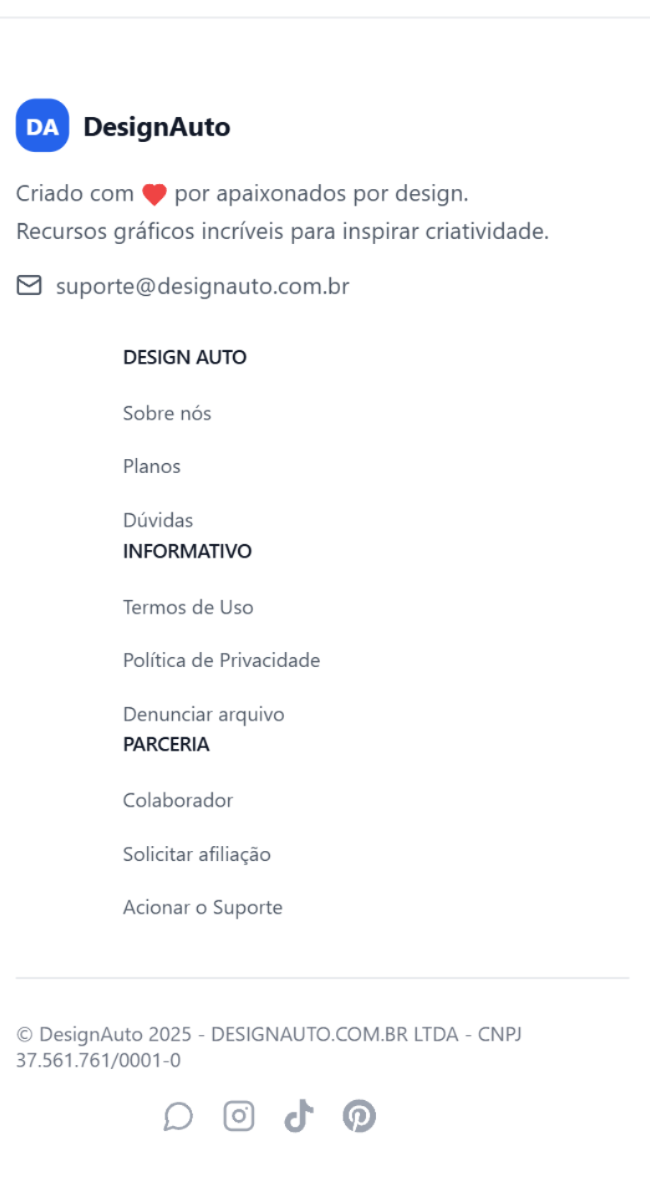 DA DesignAuto
Criado com ❤ por apaixonados por design.
Recursos gráficos incríveis para inspirar criatividade.
suporte@designauto.com.br
DESIGN AUTO
Sobre nós
Planos
Dúvidas
INFORMATIVO
Termos de Uso
Política de Privacidade
Denunciar arquivo
PARCERIA
Colaborador
Solicitar afiliação
Acionar o Suporte
© DesignAuto 2025 - DESIGNAUTO.COM.BR LTDA - CNPJ
37.561.761/0001-0